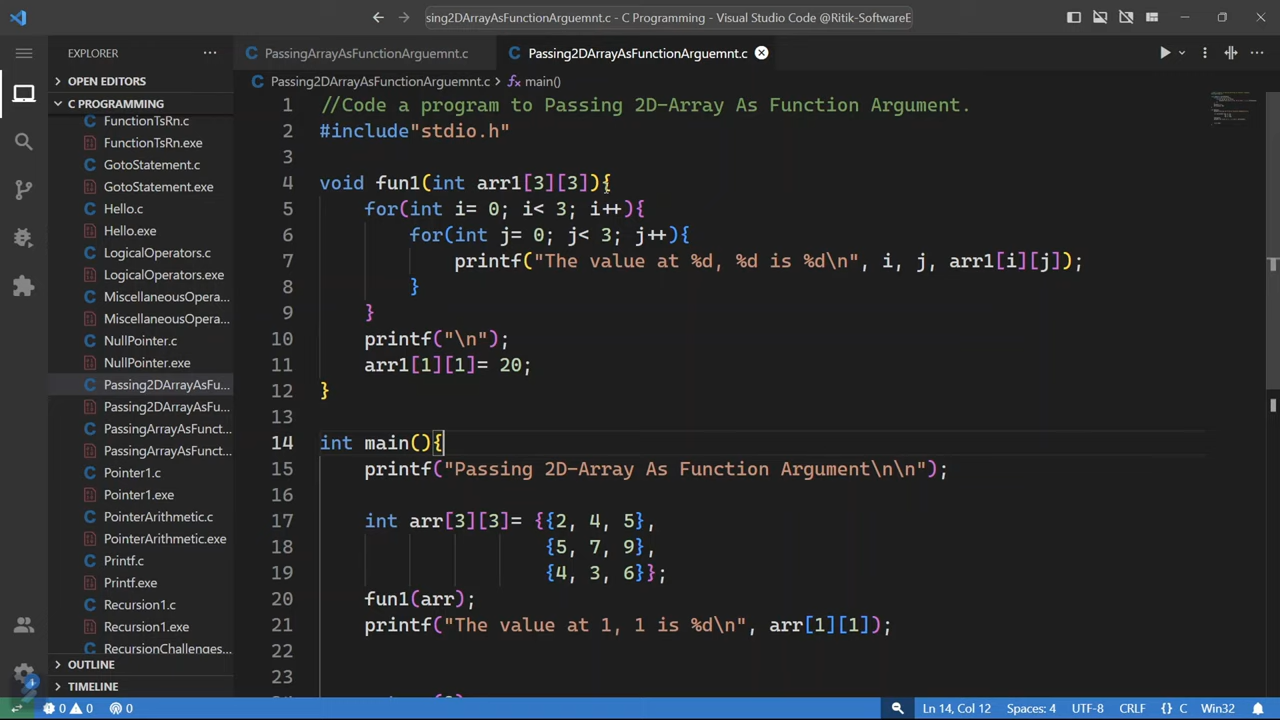 sing2DArrayAsFunctionArguemnt.c - C Programming - Visual Studio Code @Ritik-SoftwareE
EXPLORER
PassingArrayAsFunctionArguemnt.c
Passing2DArrayAsFunctionArguemnt.c
OPEN EDITORS
Passing2DArrayAsFunctionArguemnt.c > main()
C PROGRAMMING
FunctionTsRn.c
FunctionTsRn.exe
GotoStatement.c
GotoStatement.exe
Hello.c
Hello.exe
LogicalOperators.c
LogicalOperators.exe
MiscellaneousOpera...
MiscellaneousOpera...
NullPointer.c
NullPointer.exe
Passing2DArrayAsFu...
Passing2DArrayAsFu...
PassingArrayAsFunct...
PassingArrayAsFunct...
Pointer1.c
Pointer1.exe
PointerArithmetic.c
PointerArithmetic.exe
Printf.c
Printf.exe
Recursion1.c
Recursion1.exe
RecursionChallenges...
OUTLINE
TIMELINE
1 //Code a program to Passing 2D-Array As Function Argument.
2 #include"stdio.h"
3
4 void fun1(int arr1[3][3]){
5 for(int i= 0; i< 3; i++){
6 for(int j= 0; j< 3; j++){
7 printf("The value at %d, %d is %d\n", i, j, arr1[i][j]);
8 }
9 }
10 printf("\n");
11 arr1[1][1]= 20;
12 }
13
14 int main(){
15 printf("Passing 2D-Array As Function Argument\n\n");
16
17 int arr[3][3]= {{2, 4, 5},
18 {5, 7, 9},
19 {4, 3, 6}};
20 fun1(arr);
21 printf("The value at 1, 1 is %d\n", arr[1][1]);
22
23
0 0 0 Ln 14, Col 12 Spaces: 4 UTF-8 CRLF {} C Win32